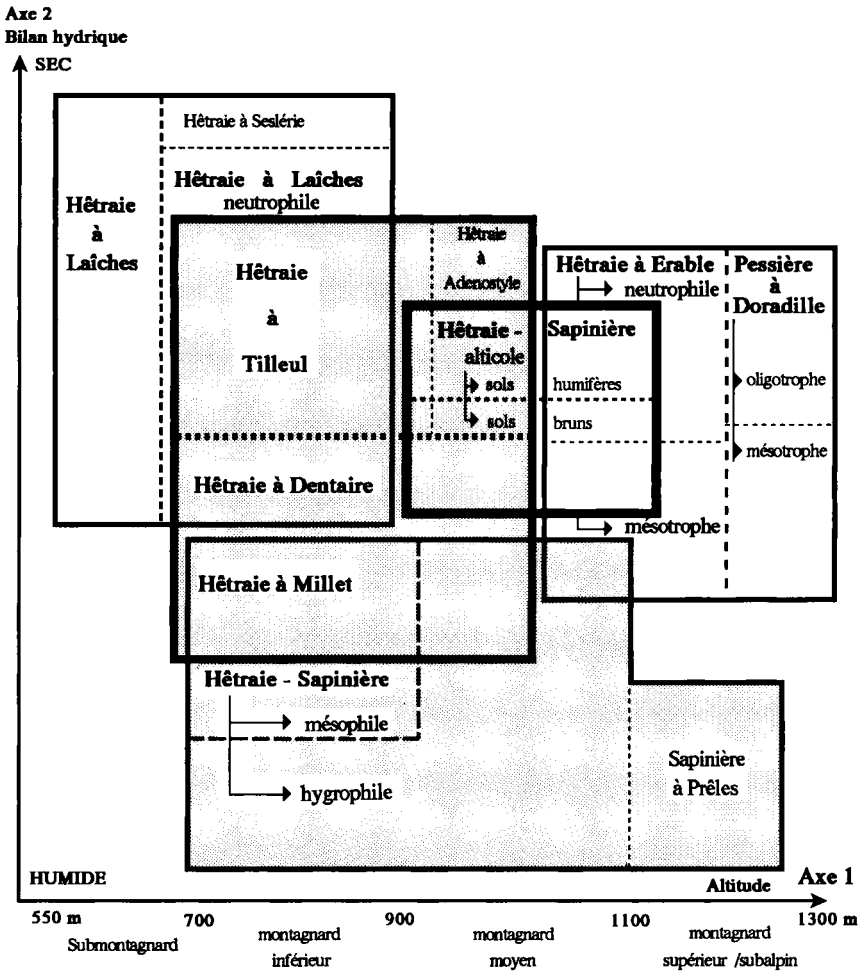 Axe 2
Bilan hydrique
SEC
Hêtraie à Seslérie
Hêtraie à Laîches
neutrophile
Hêtraie
à
Laîches
Hêtraie
à
Tilleul
Hêtraie
à
Adenostyle
Hêtraie à Erable
neutrophile
Pessière
à
Doradille
Hêtraie - Sapinière
alticole
sols humifères
sols bruns
oligotrophe
mésotrophe
Hêtraie à Dentaire
mésotrophe
Hêtraie à Millet
Hêtraie - Sapinière
mésophile
hygrophile
Sapinière
à Prêles
HUMIDE
Altitude
Axe 1
550 m 700 900 1100 1300 m
Submontagnard
montagnard
inférieur
montagnard
moyen
montagnard
supérieur /subalpin